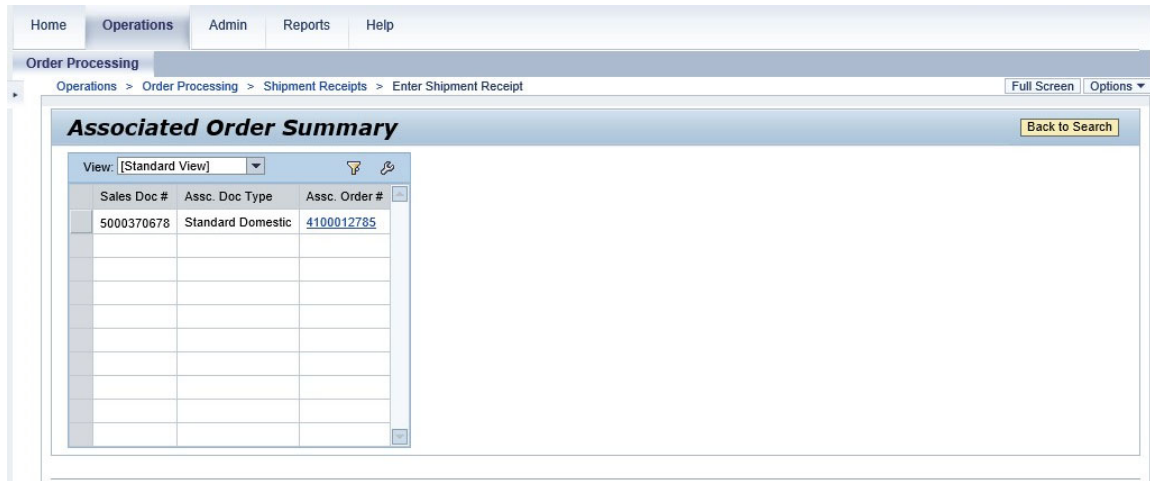 Home Operations Admin Reports Help
Order Processing
Operations > Order Processing > Shipment Receipts > Enter Shipment Receipt Full Screen Options
Associated Order Summary Back to Search
View: [Standard View]
Sales Doc # Assc. Doc Type Assc. Order #
5000370678 Standard Domestic 4100012785